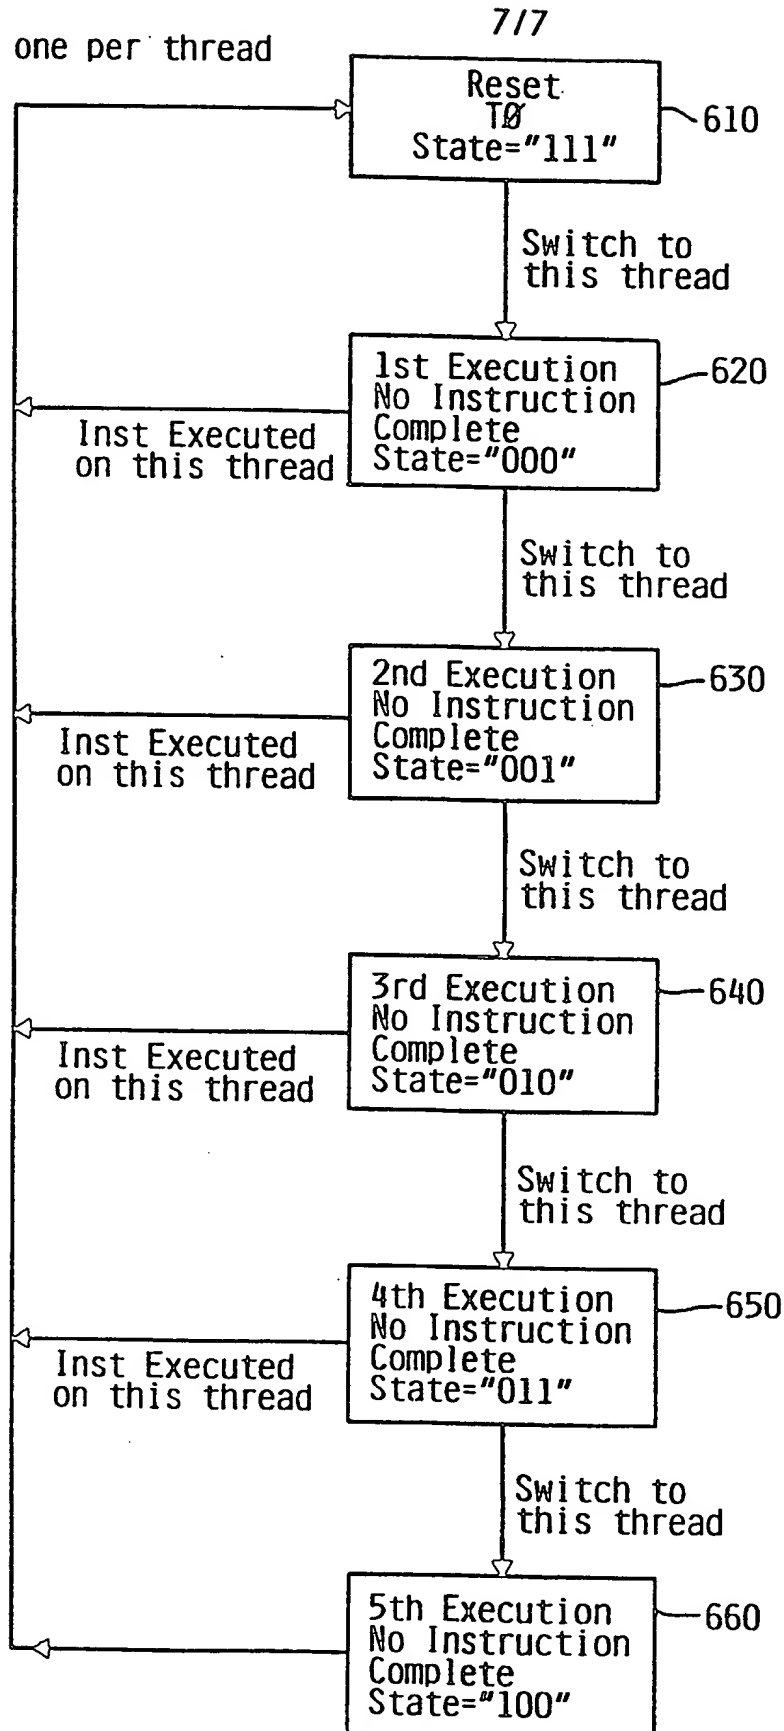 7/7
one per thread
Reset
TØ
State="111"
610
Switch to
this thread
1st Execution
No Instruction
Complete
State="000"
620
Inst Executed
on this thread
Switch to
this thread
2nd Execution
No Instruction
Complete
State="001"
630
Inst Executed
on this thread
Switch to
this thread
3rd Execution
No Instruction
Complete
State="010"
640
Inst Executed
on this thread
Switch to
this thread
4th Execution
No Instruction
Complete
State="011"
650
Inst Executed
on this thread
Switch to
this thread
5th Execution
No Instruction
Complete
State="100"
660